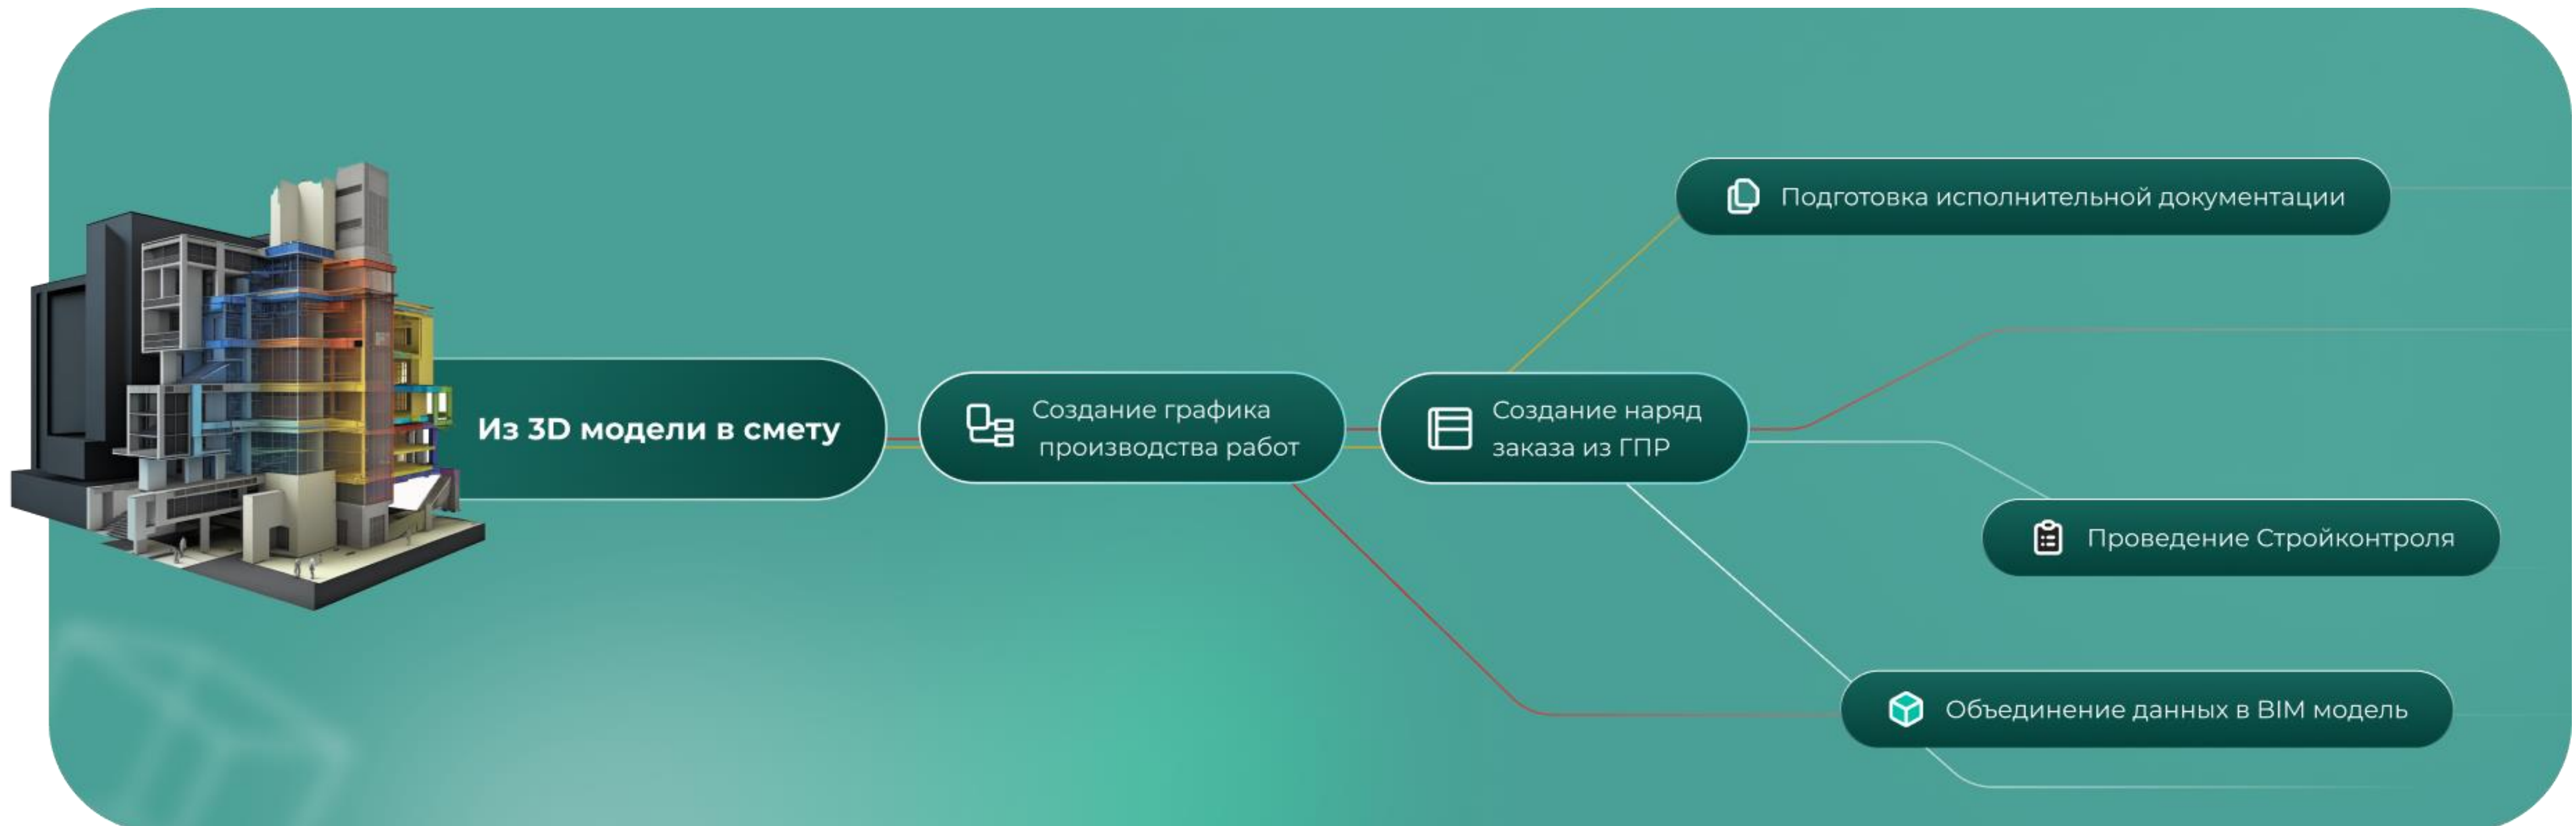 Подготовка исполнительной документации
Из 3D модели в смету
Создание графика
производства работ
Создание наряд
заказа из ГПР
Проведение Стройконтроля
Объединение данных в BIM модель